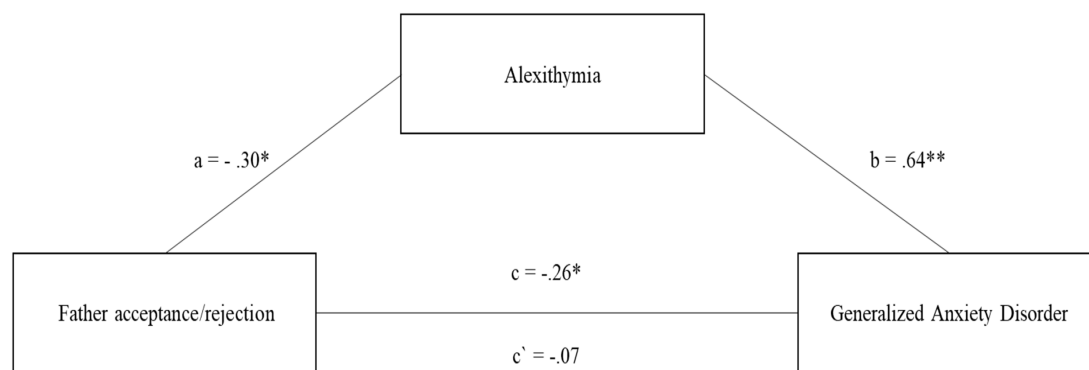 Alexithymia
a = - .30*
b = .64**
c = -.26*
Father acceptance/rejection
Generalized Anxiety Disorder
c` = -.07